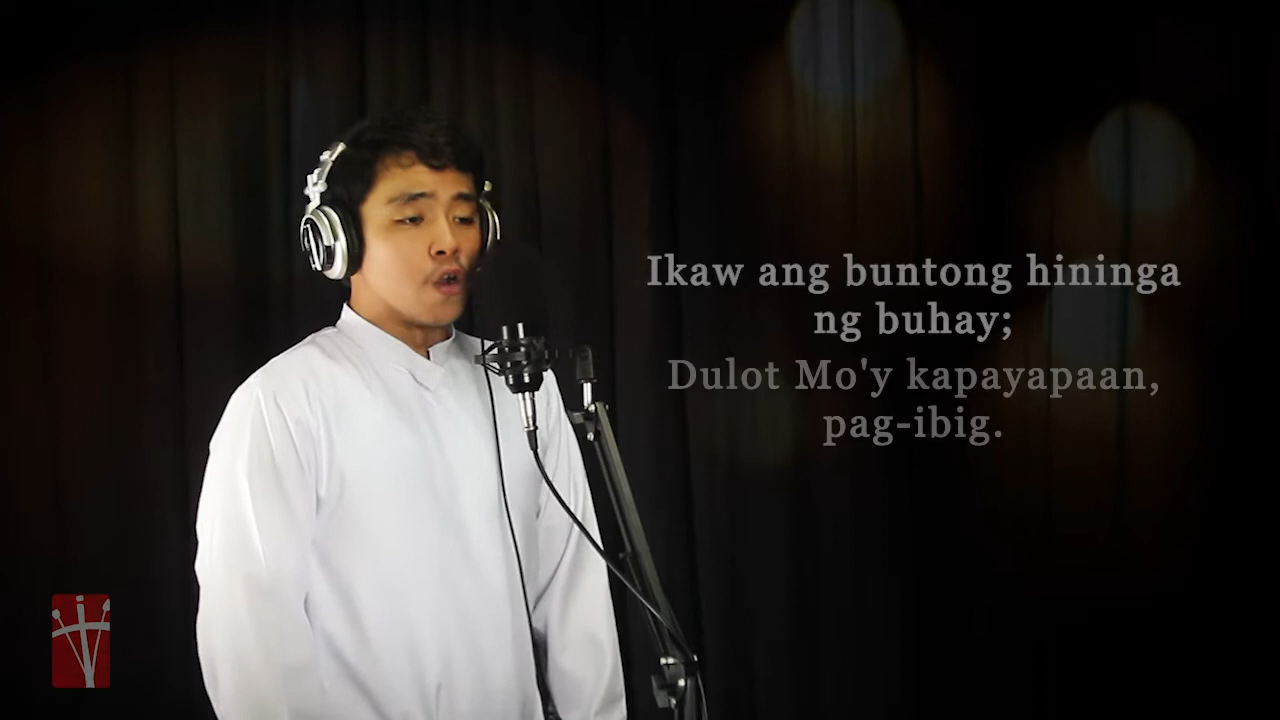 Ikaw ang buntong hininga
ng buhay;
Dulot Mo'y kapayapaan,
pag-ibig.